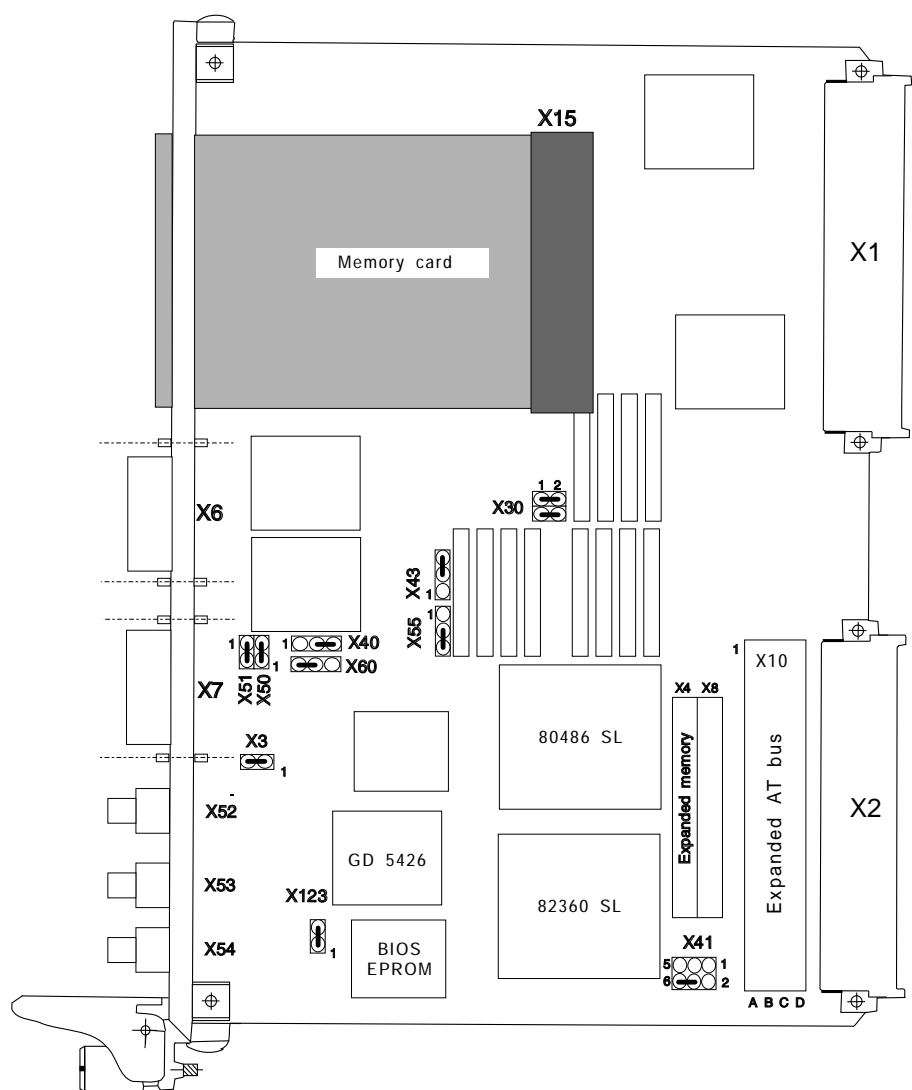 X15
Memory card
X1
1 2
X30
X6
X43
1
1
X55
1
X40
1
X60
1
X51
X50
X7
1
X10
X4 X8
X3
1
80486 SL
Expanded memory
Expanded AT bus
X2
X52
GD 5426
X53
X123
82360 SL
1
X54
BIOS
EPROM
X41
5 1
6 2
A B C D